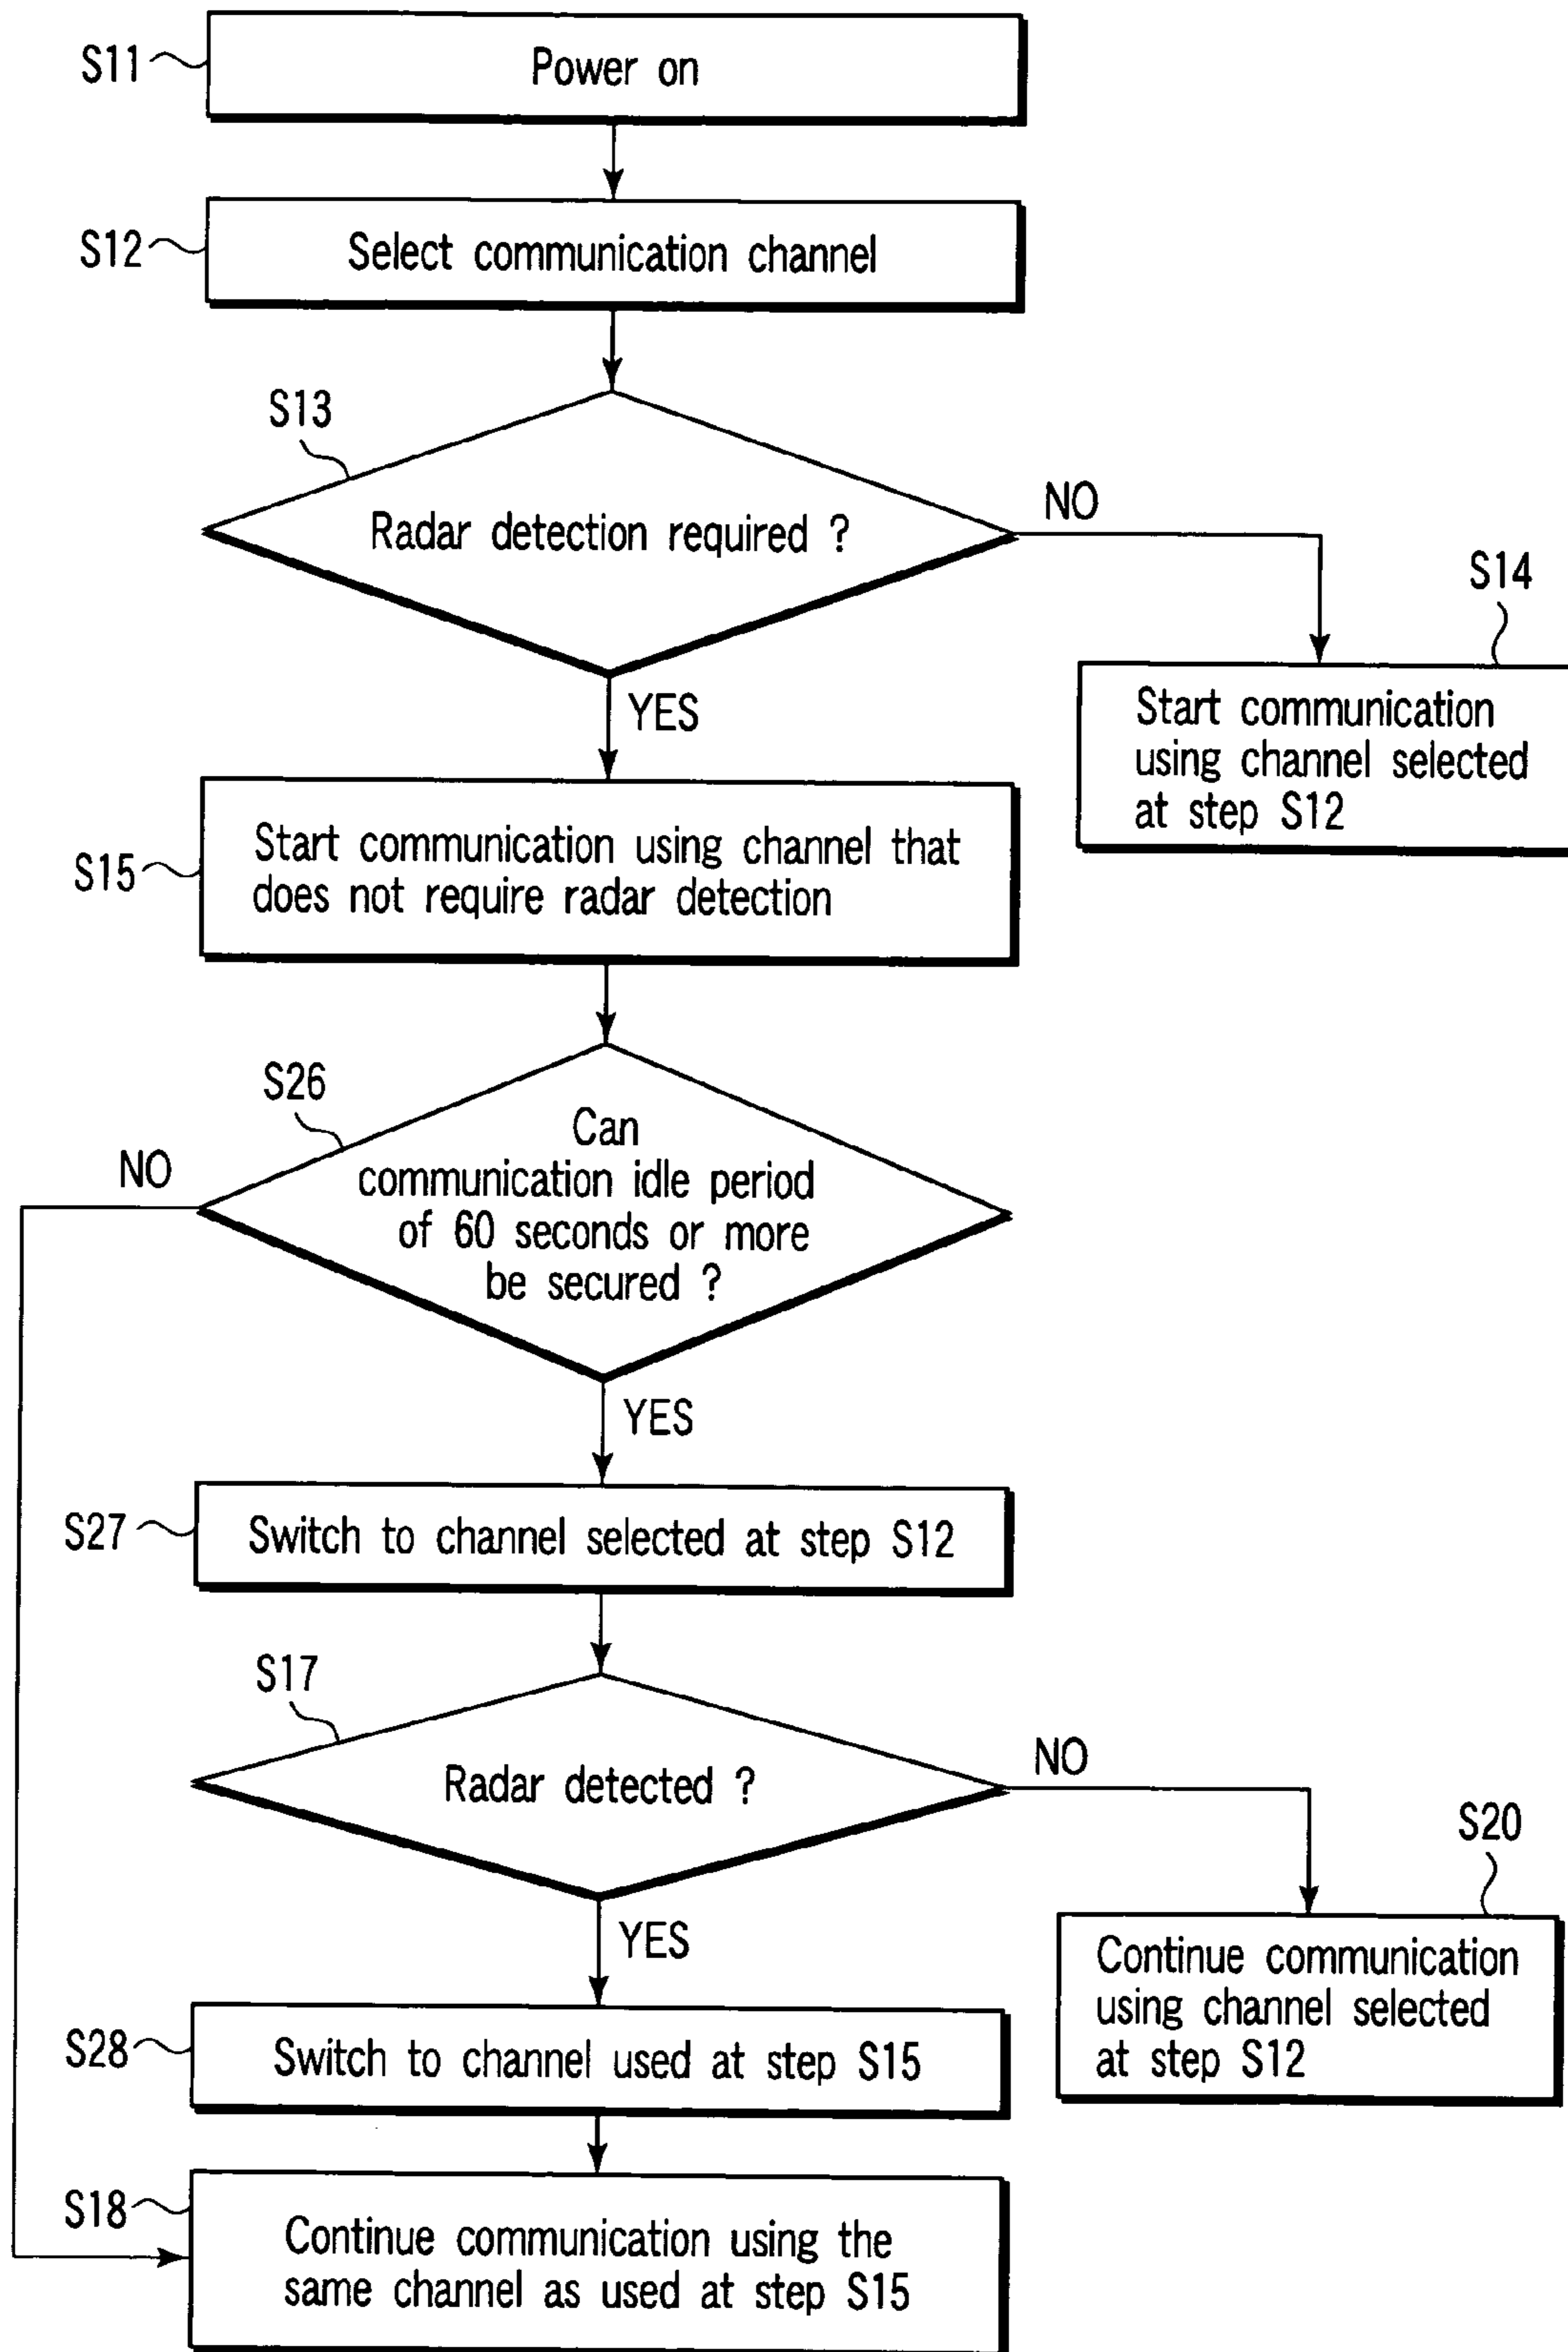 S11
Power on
S12
Select communication channel
S13
Radar detection required ?
NO
S14
Start communication
using channel selected
at step S12
YES
S15
Start communication using channel that
does not require radar detection
S26
Can
communication idle period
of 60 seconds or more
be secured ?
NO
YES
S27
Switch to channel selected at step S12
S17
Radar detected ?
NO
S20
Continue communication
using channel selected
at step S12
YES
S28
Switch to channel used at step S15
S18
Continue communication using the
same channel as used at step S15